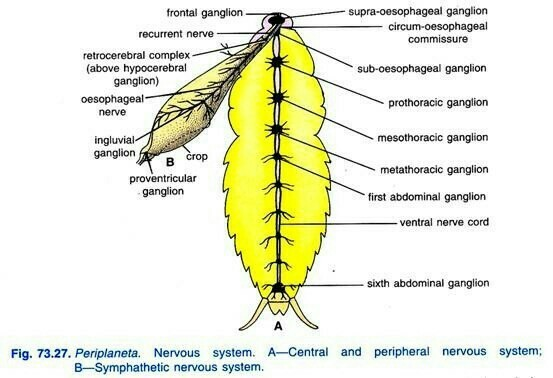 frontal ganglion
supra-oesophageal ganglion
recurrent nerve
circum-oesophageal
commissure
retrocerebral complex
(above hypocerebral
ganglion)
sub-oesophageal ganglion
oesophageal
nerve
prothoracic ganglion
mesothoracic ganglion
ingluvial
ganglion
B
crop
metathoracic ganglion
proventricular
ganglion
first abdominal ganglion
ventral nerve cord
sixth abdominal ganglion
A
Fig. 73.27. Periplaneta. Nervous system. A—Central and peripheral nervous system;
B—Symphathetic nervous system.